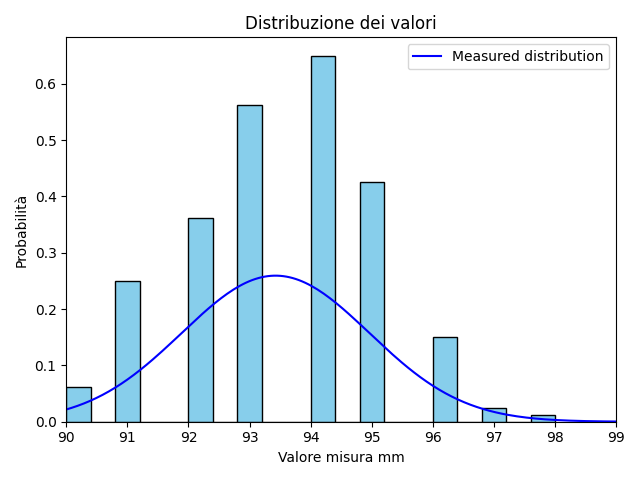 Distribuzione dei valori
Measured distribution
Probabilità
0.6
0.5
0.4
0.3
0.2
0.1
0.0
90 91 92 93 94 95 96 97 98 99
Valore misura mm